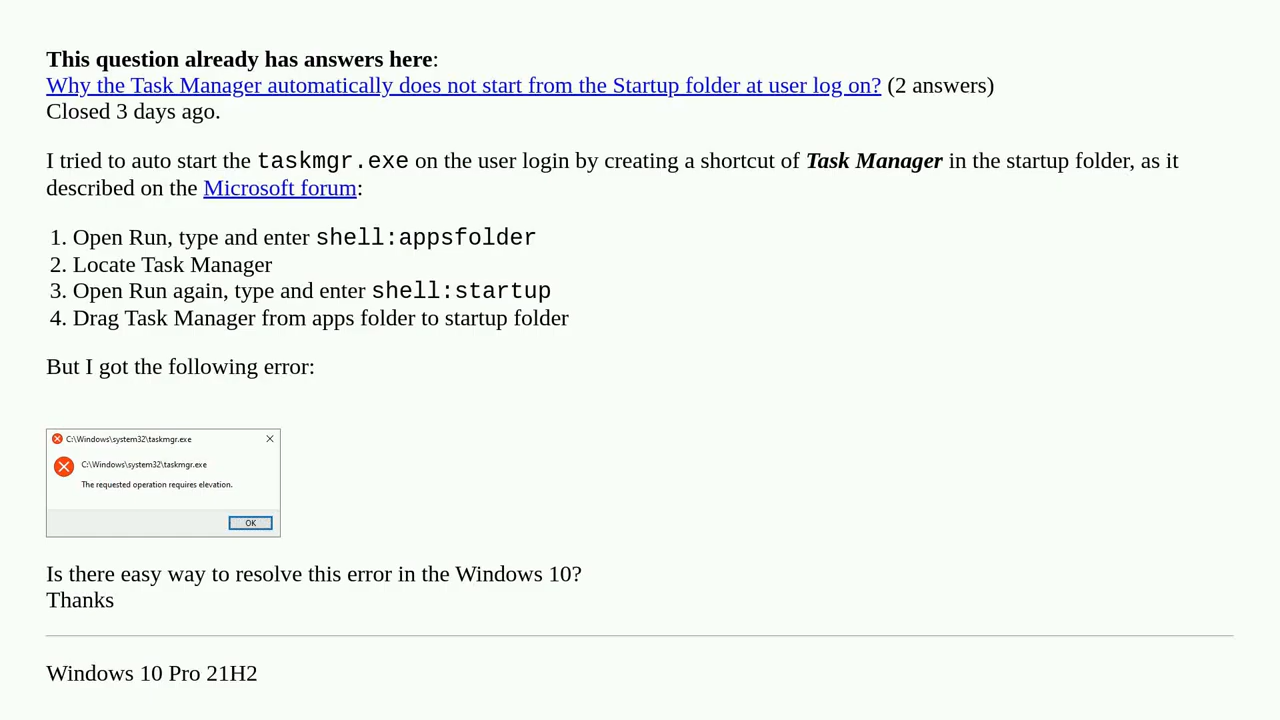 This question already has answers here:
Why the Task Manager automatically does not start from the Startup folder at user log on? (2 answers)
Closed 3 days ago.
I tried to auto start the taskmgr.exe on the user login by creating a shortcut of Task Manager in the startup folder, as it
described on the Microsoft forum:
1. Open Run, type and enter shell:appsfolder
2. Locate Task Manager
3. Open Run again, type and enter shell:startup
4. Drag Task Manager from apps folder to startup folder
But I got the following error:
C:\Windows\system32\taskmgr.exe
C:\Windows\system32\taskmgr.exe
The requested operation requires elevation.
OK
Is there easy way to resolve this error in the Windows 10?
Thanks
Windows 10 Pro 21H2